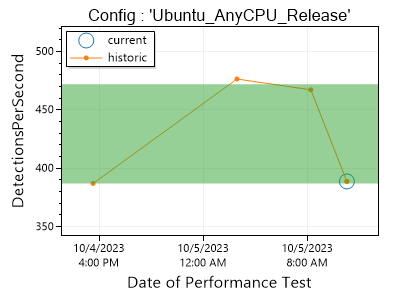 Config : 'Ubuntu_AnyCPU_Release'
current
historic
DetectionsPerSecond
500
450
400
350
10/4/2023
4:00 PM
10/5/2023
12:00 AM
10/5/2023
8:00 AM
Date of Performance Test